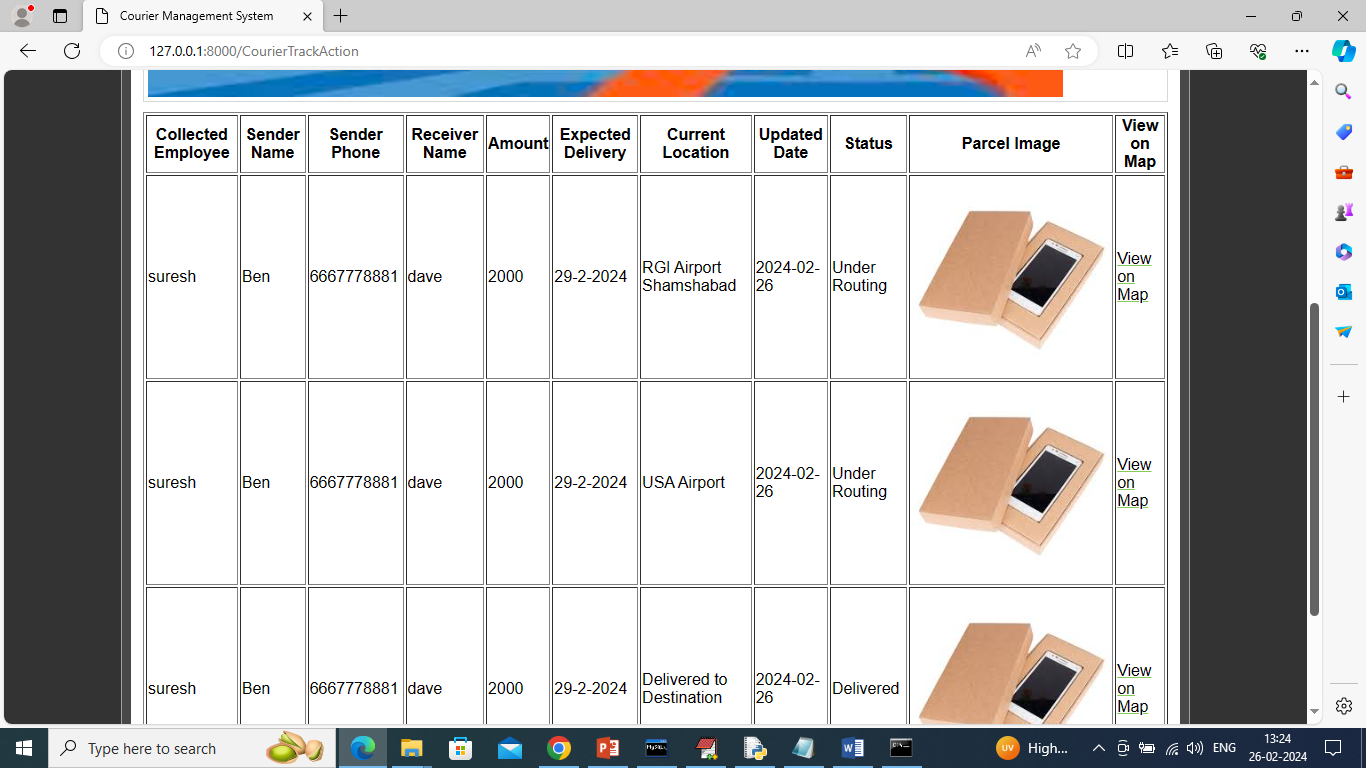 Courier Management System
127.0.0.1:8000/CourierTrackAction
Collected Employee
Sender Name
Sender Phone
Receiver Name
Amount
Expected Delivery
Current Location
Updated Date
Status
Parcel Image
View on Map
suresh
Ben
6667778881
dave
2000
29-2-2024
RGI Airport
Shamshabad
2024-02-
26
Under
Routing
View
on
Map
suresh
Ben
6667778881
dave
2000
29-2-2024
USA Airport
2024-02-
26
Under
Routing
View
on
Map
suresh
Ben
6667778881
dave
2000
29-2-2024
Delivered to
Destination
2024-02-
26
Delivered
View
on
Map
Type here to search
UV
High...
ENG
13:24
26-02-2024